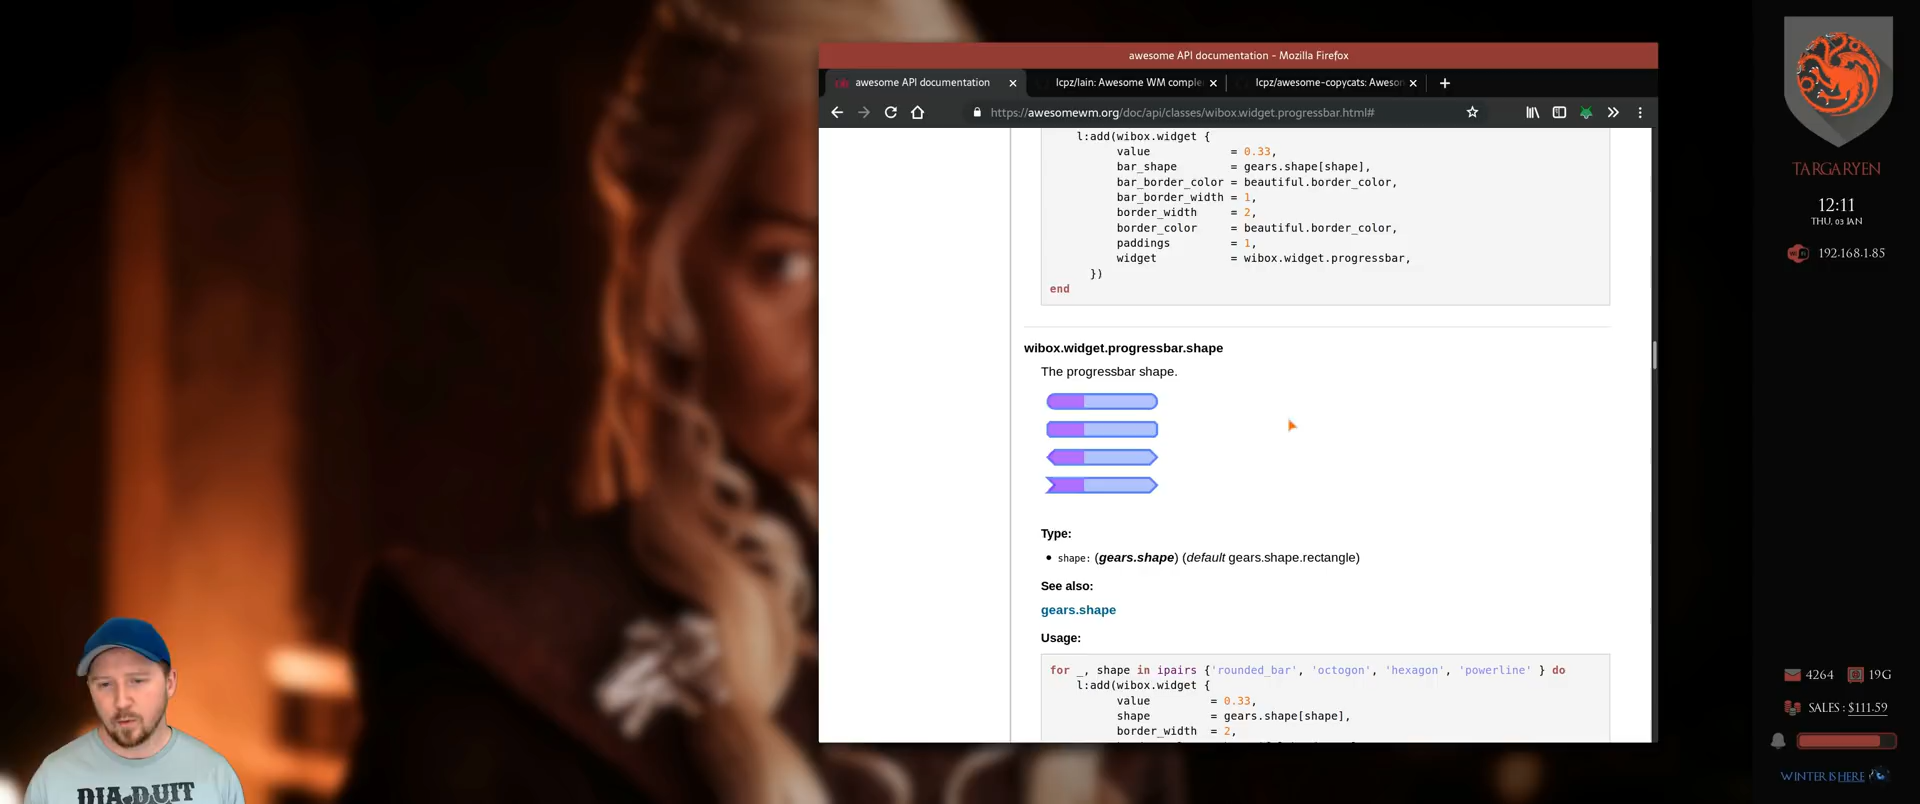 awesome API documentation - Mozilla Firefox
awesome API documentation
lcpz/lain: Awesome WM comple
lcpz/awesome-copycats: Aweso
https://awesomewm.org/doc/api/classes/wibox.widget.progressbar.html#
l:add(wibox.widget {
value = 0.33,
bar_shape = gears.shape[shape],
bar_border_color = beautiful.border_color,
bar_border_width = 1,
border_width = 2,
border_color = beautiful.border_color,
paddings = 1,
widget = wibox.widget.progressbar,
})
end
wibox.widget.progressbar.shape
The progressbar shape.
Type:
• shape: (gears.shape) (default gears.shape.rectangle)
See also:
gears.shape
Usage:
for _, shape in ipairs {'rounded_bar', 'octogon', 'hexagon', 'powerline' } do
l:add(wibox.widget {
value = 0.33,
shape = gears.shape[shape],
border_width = 2,
TARGARYEN
12:11
THU, 03 JAN
192.168.1.85
4264 19G
SALES : $111.59
WINTER IS HERE
DIA-DUIT